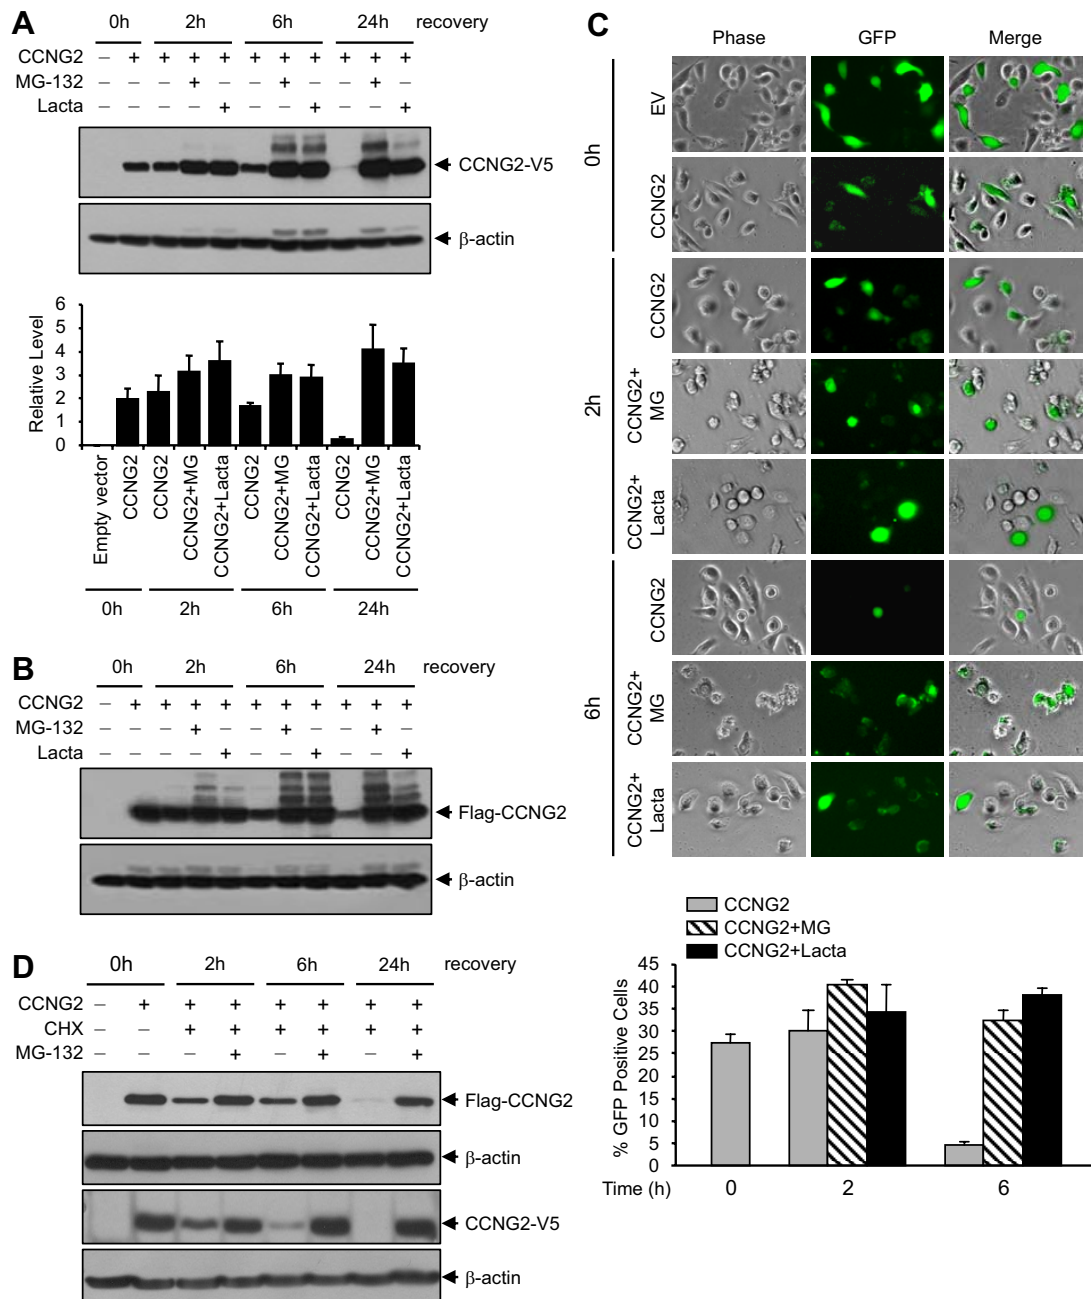 A
0h 2h 6h 24h recovery
CCNG2 – + + + + + + + + + +
MG-132 – – – + – – + – – + –
Lacta – – – – + – – + – – +
CCNG2-V5
β-actin
Relative Level
6
5
4
3
2
1
0
Empty vector
CCNG2
CCNG2
CCNG2+MG
CCNG2+Lacta
CCNG2
CCNG2+MG
CCNG2+Lacta
CCNG2
CCNG2+MG
CCNG2+Lacta
0h 2h 6h 24h
B
0h 2h 6h 24h recovery
CCNG2 – + + + + + + + + + +
MG-132 – – – + – – + – – + –
Lacta – – – – + – – + – – +
Flag-CCNG2
β-actin
C
Phase GFP Merge
0h
EV
CCNG2
2h
CCNG2
CCNG2+
MG
CCNG2+
Lacta
6h
CCNG2
CCNG2+
MG
CCNG2+
Lacta
CCNG2
CCNG2+MG
CCNG2+Lacta
% GFP Positive Cells
45
40
35
30
25
20
15
10
5
0
Time (h) 0 2 6
D
0h 2h 6h 24h recovery
CCNG2 – + + + + + + +
CHX – – + + + + + +
MG-132 – – – + – + – +
Flag-CCNG2
β-actin
CCNG2-V5
β-actin